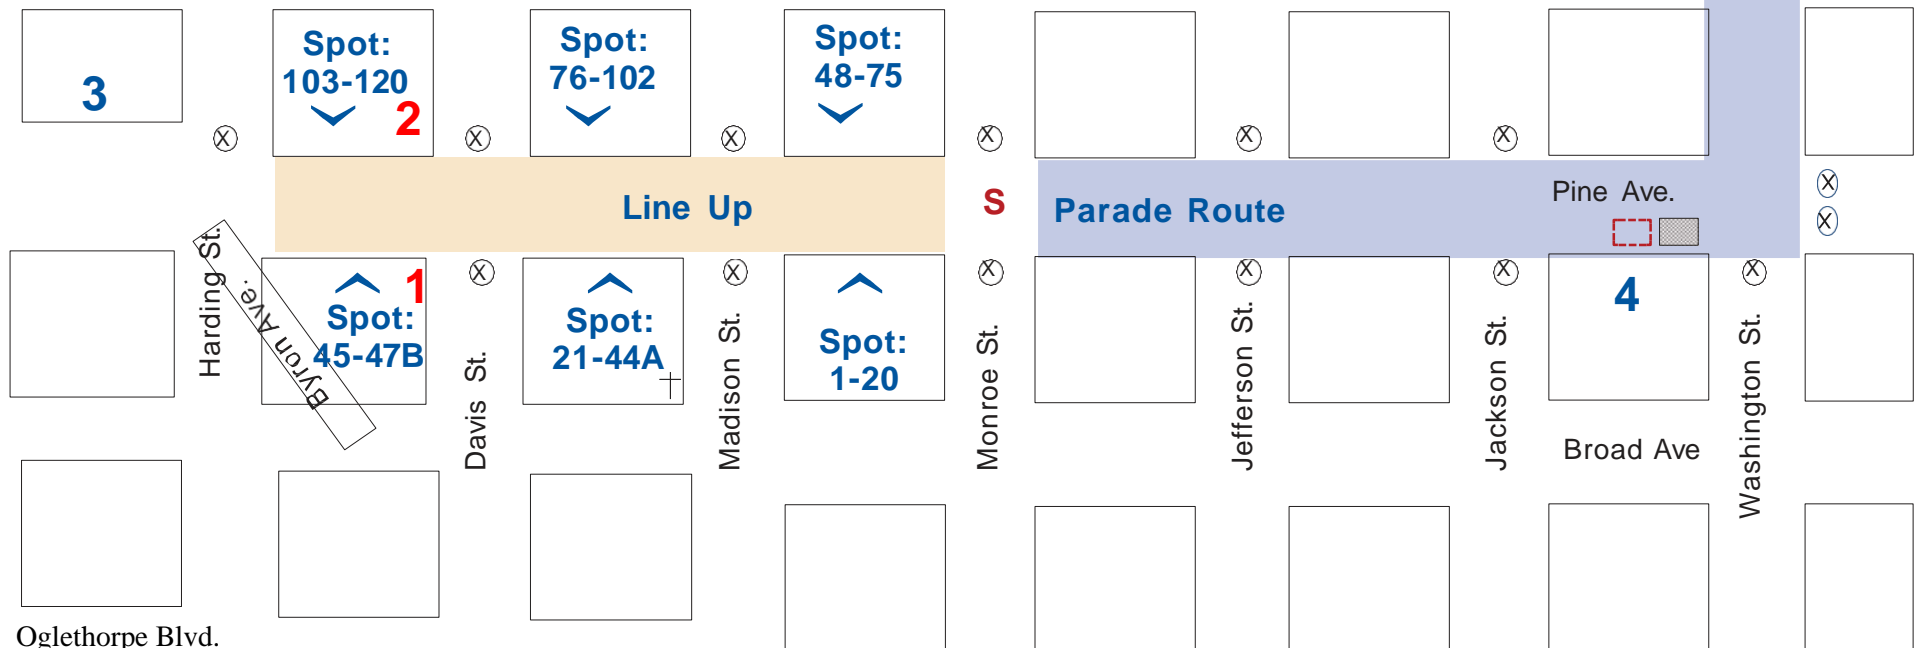 3
Spot:
103-120
2
Spot:
76-102
Spot:
48-75
X
X
X
X
X
X
Line Up
S
Parade Route
Pine Ave.
X
X
Harding St.
Byron Ave.
1
Spot:
45-47B
X
Davis St.
Spot:
21-44A
X
Madison St.
Spot:
1-20
X
Monroe St.
X
Jefferson St.
X
Jackson St.
4
X
Washington St.
Broad Ave
Oglethorpe Blvd.